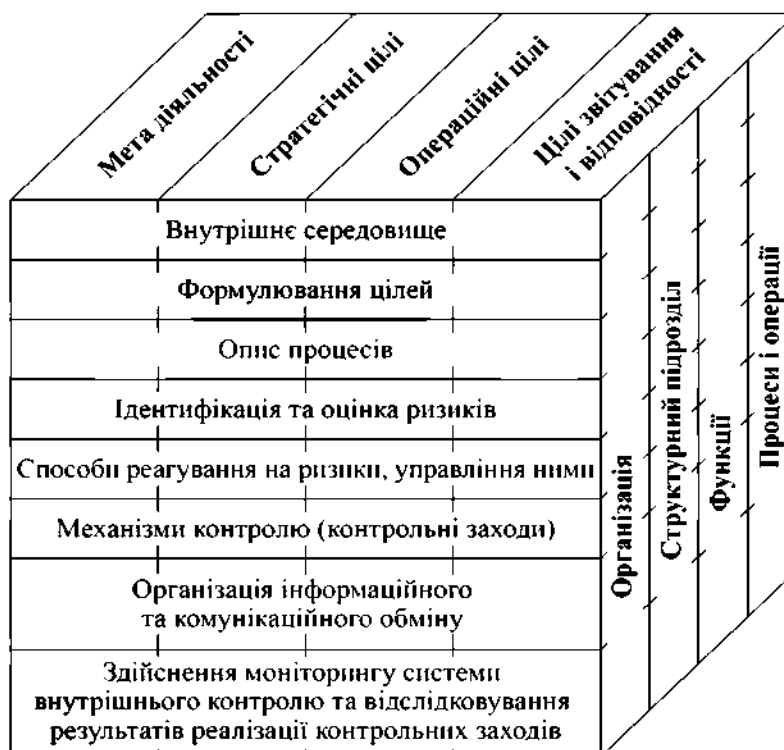 Мета діяльності
Стратегічні цілі
Операційні цілі
Цілі звітування
і відповідності
Внутрішнє середовище
Формулювання цілей
Опис процесів
Ідентифікація та оцінка ризиків
Способи реагування на ризики, управління ними
Механізми контролю (контрольні заходи)
Організація інформаційного
та комунікаційного обміну
Здійснення моніторингу системи
внутрішнього контролю та відслідковування
результатів реалізації контрольних заходів
Організація
Структурний підрозділ
Функції
Процеси і операції